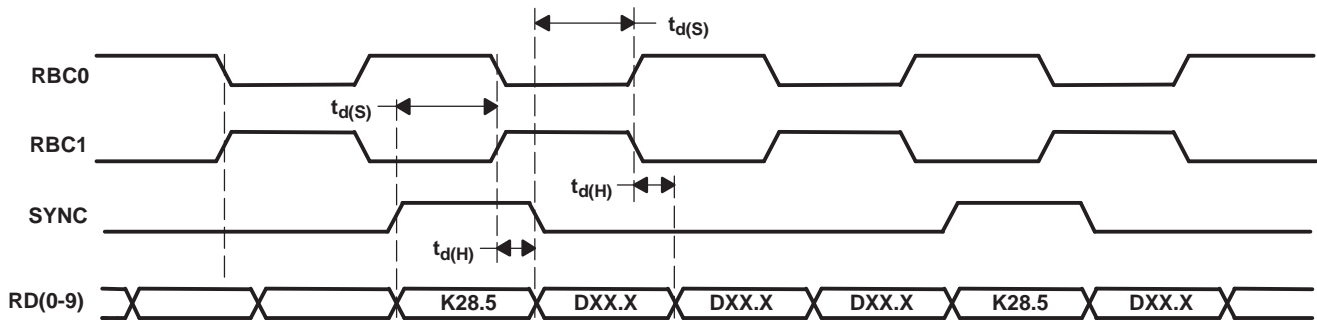 t_d(S)
RBC0
t_d(S)
RBC1
t_d(H)
SYNC
t_d(H)
RD(0-9) K28.5 DXX.X DXX.X DXX.X K28.5 DXX.X